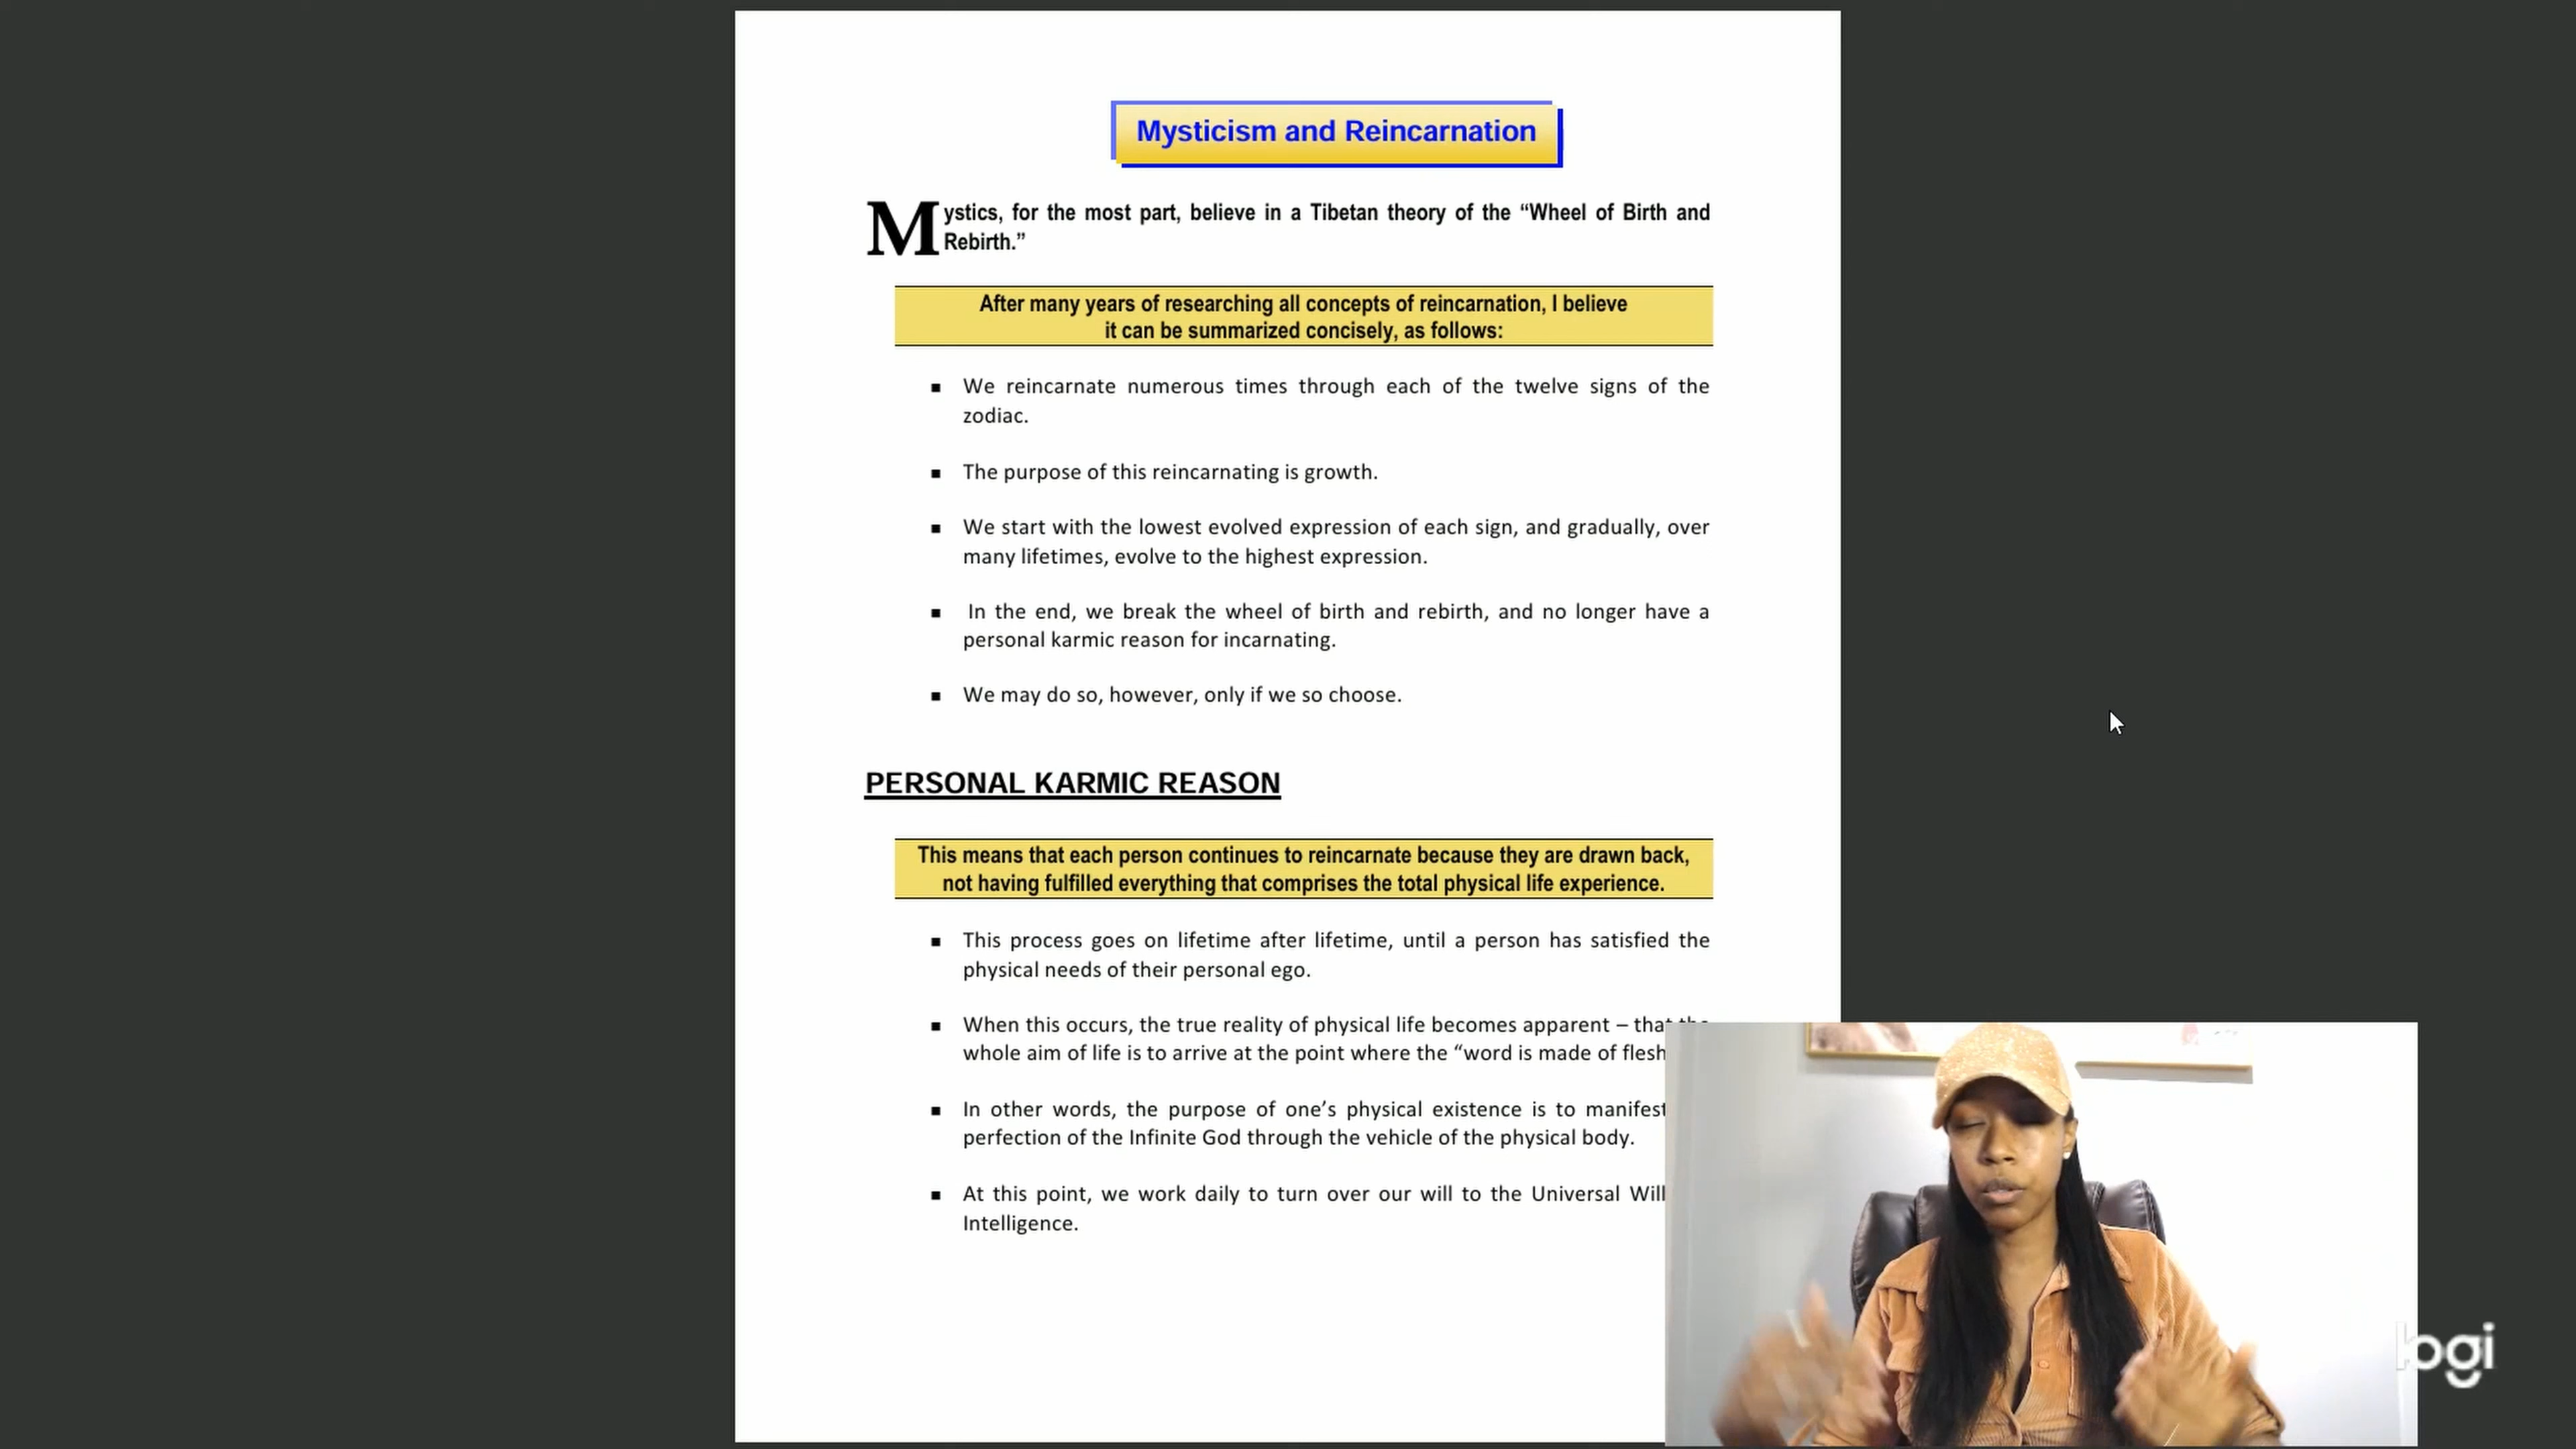 Mysticism and Reincarnation
Mystics, for the most part, believe in a Tibetan theory of the “Wheel of Birth and
Rebirth.”
After many years of researching all concepts of reincarnation, I believe
it can be summarized concisely, as follows:
▪ We reincarnate numerous times through each of the twelve signs of the
zodiac.
▪ The purpose of this reincarnating is growth.
▪ We start with the lowest evolved expression of each sign, and gradually, over
many lifetimes, evolve to the highest expression.
▪ In the end, we break the wheel of birth and rebirth, and no longer have a
personal karmic reason for incarnating.
▪ We may do so, however, only if we so choose.
PERSONAL KARMIC REASON
This means that each person continues to reincarnate because they are drawn back,
not having fulfilled everything that comprises the total physical life experience.
▪ This process goes on lifetime after lifetime, until a person has satisfied the
physical needs of their personal ego.
▪ When this occurs, the true reality of physical life becomes apparent – that the
whole aim of life is to arrive at the point where the “word is made of flesh
▪ In other words, the purpose of one’s physical existence is to manifest
perfection of the Infinite God through the vehicle of the physical body.
▪ At this point, we work daily to turn over our will to the Universal Will
Intelligence.
logi